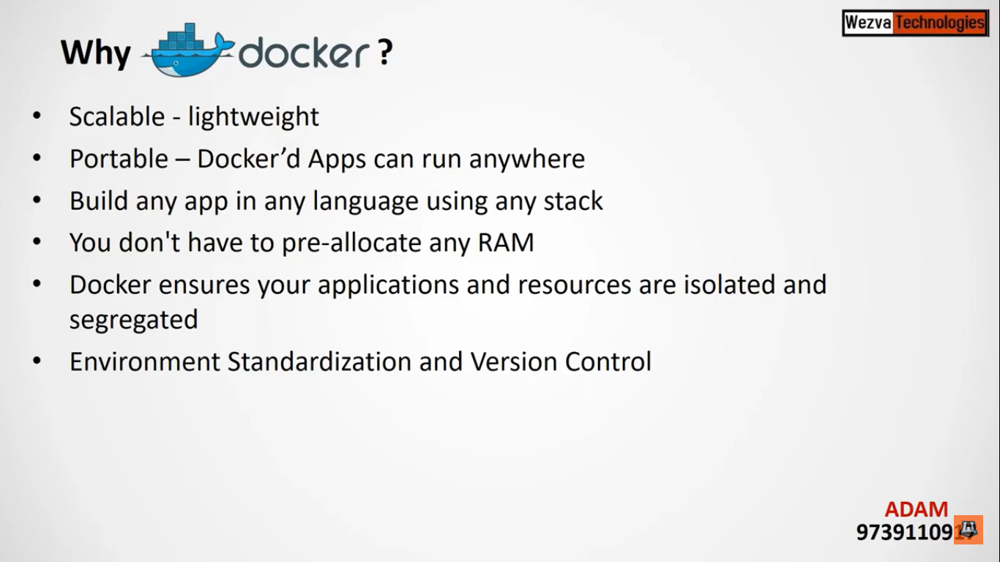 Wezva Technologies
Why docker ?
• Scalable - lightweight
• Portable – Docker’d Apps can run anywhere
• Build any app in any language using any stack
• You don't have to pre-allocate any RAM
• Docker ensures your applications and resources are isolated and
segregated
• Environment Standardization and Version Control
ADAM